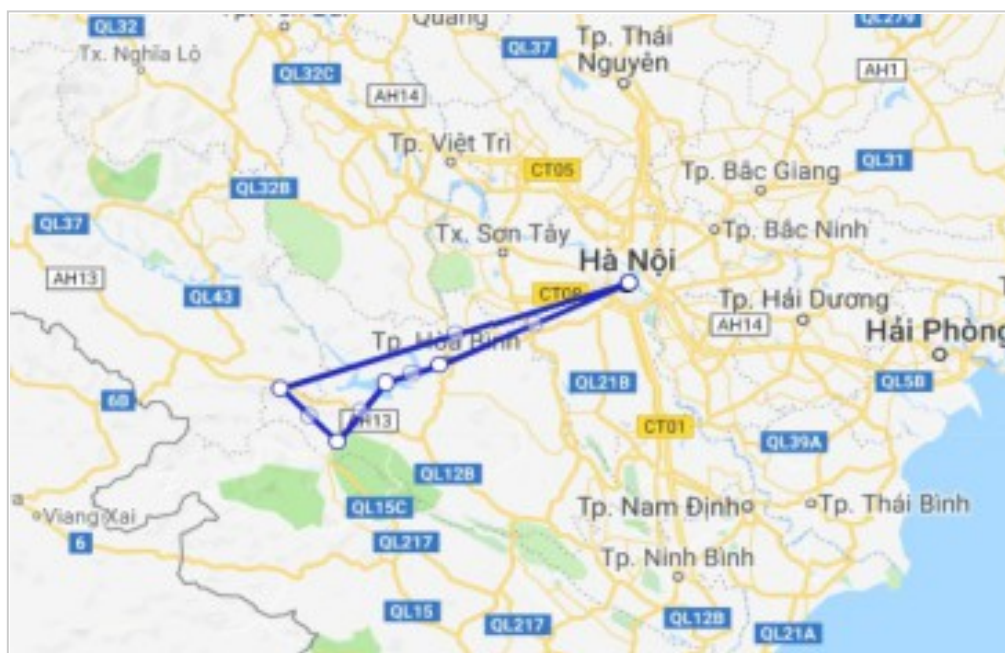 QL32
Quang
QL279
Tx. Nghĩa Lộ
QL37
Tp. Thái
Nguyên
AH1
QL32C
AH14
Tp. Việt Trì
CT05
QL31
Tp. Bắc Giang
QL32B
QL37
Tx. Sơn Tây
Tp. Bắc Ninh
Hà Nội
AH13
QL43
CT08
Tp. Hải Dương
AH14
Hải Phòng
Tp. Hòa Bình
QL21B
QL5B
6B
AH13
CT01
QL39A
QL12B
QL15C
Tp. Nam Định
Tp. Thái Bình
Viang Xai
6
QL217
Tp. Ninh Bình
QL15
QL217
QL12B
QL21A